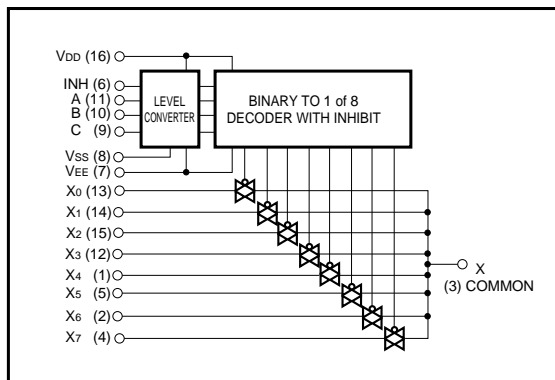 VDD (16)
INH (6)
A (11)
B (10)
C (9)
LEVEL
CONVERTER
BINARY TO 1 of 8
DECODER WITH INHIBIT
VSS (8)
VEE (7)
X0 (13)
X1 (14)
X2 (15)
X3 (12)
X4 (1)
X5 (5)
X6 (2)
X7 (4)
X
(3) COMMON